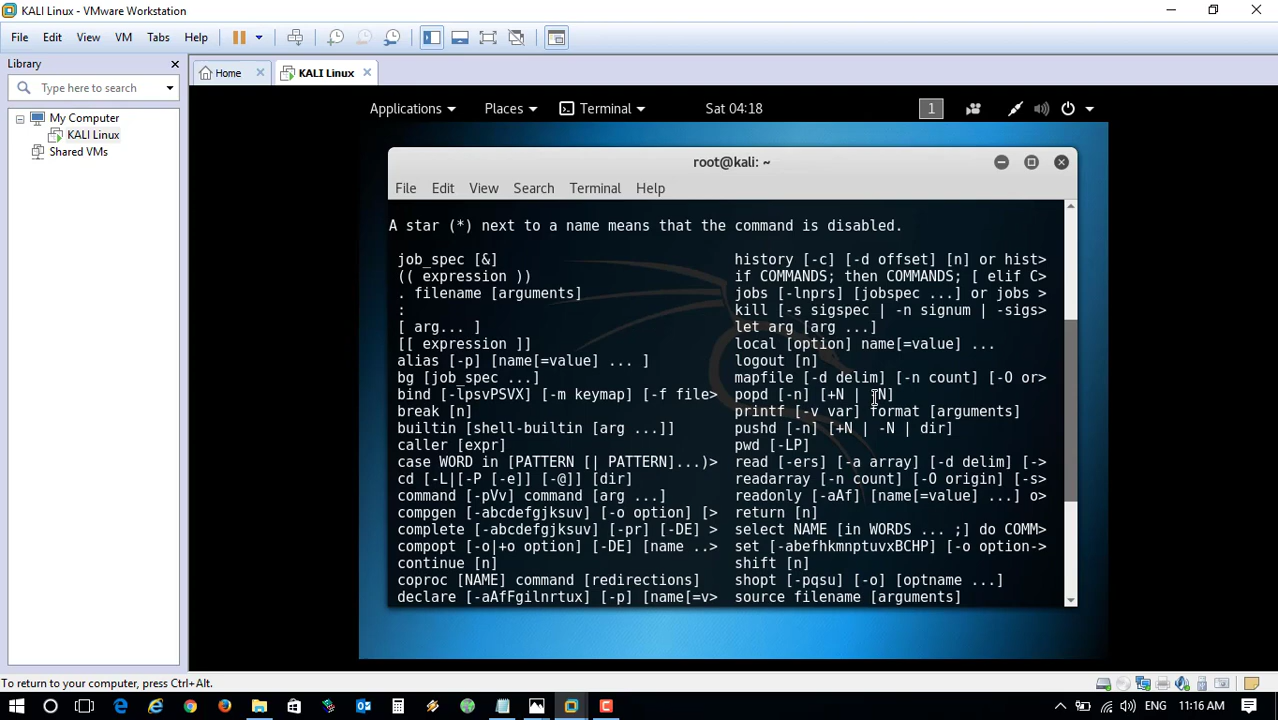 KALI Linux - VMware Workstation
File Edit View VM Tabs Help
Library
Type here to search
My Computer
KALI Linux
Shared VMs
Home
KALI Linux
Applications Places Terminal Sat 04:18 1
root@kali: ~
File Edit View Search Terminal Help
A star (*) next to a name means that the command is disabled.
job_spec [&] history [-c] [-d offset] [n] or hist>
(( expression )) if COMMANDS; then COMMANDS; [ elif C>
. filename [arguments] jobs [-lnprs] [jobspec ...] or jobs >
: kill [-s sigspec | -n signum | -sigs>
[ arg... ] let arg [arg ...]
[[ expression ]] local [option] name[=value] ...
alias [-p] [name[=value] ... ] logout [n]
bg [job_spec ...] mapfile [-d delim] [-n count] [-O or>
bind [-lpsvPSVX] [-m keymap] [-f file> popd [-n] [+N | -N]
break [n] printf [-v var] format [arguments]
builtin [shell-builtin [arg ...]] pushd [-n] [+N | -N | dir]
caller [expr] pwd [-LP]
case WORD in [PATTERN [| PATTERN]...)> read [-ers] [-a array] [-d delim] [->
cd [-L|[-P [-e]] [-@]] [dir] readarray [-n count] [-O origin] [-s>
command [-pVv] command [arg ...] readonly [-aAf] [name[=value] ...] o>
compgen [-abcdefgjksuv] [-o option] [> return [n]
complete [-abcdefgjksuv] [-pr] [-DE] > select NAME [in WORDS ... ;] do COMM>
compopt [-o|+o option] [-DE] [name ..> set [-abefhkmnptuvxBCHP] [-o option->
continue [n] shift [n]
coproc [NAME] command [redirections] shopt [-pqsu] [-o] [optname ...]
declare [-aAfFgilnrtux] [-p] [name[=v> source filename [arguments]
To return to your computer, press Ctrl+Alt.
ENG 11:16 AM